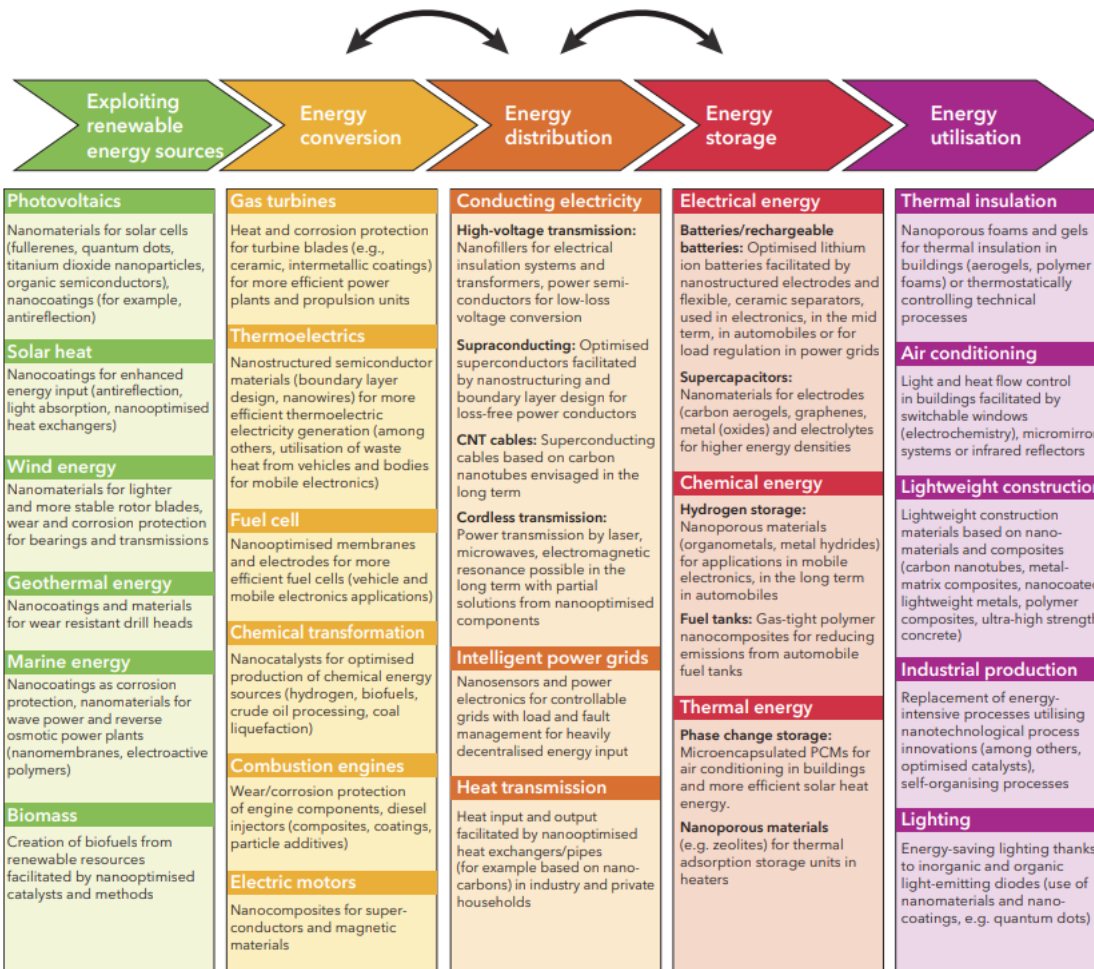 Exploiting
renewable
energy sources
Energy
conversion
Energy
distribution
Energy
storage
Energy
utilisation
Photovoltaics
Nanomaterials for solar cells
(fullerenes, quantum dots,
titanium dioxide nanoparticles,
organic semiconductors),
nanocoatings (for example,
antireflection)
Solar heat
Nanocoatings for enhanced
energy input (antireflection,
light absorption, nanooptimised
heat exchangers)
Wind energy
Nanomaterials for lighter
and more stable rotor blades,
wear and corrosion protection
for bearings and transmissions
Geothermal energy
Nanocoatings and materials
for wear resistant drill heads
Marine energy
Nanocoatings as corrosion
protection, nanomaterials for
wave power and reverse
osmotic power plants
(nanomembranes, electroactive
polymers)
Biomass
Creation of biofuels from
renewable resources
facilitated by nanooptimised
catalysts and methods
Gas turbines
Heat and corrosion protection
for turbine blades (e.g.,
ceramic, intermetallic coatings)
for more efficient power
plants and propulsion units
Thermoelectrics
Nanostructured semiconductor
materials (boundary layer
design, nanowires) for more
efficient thermoelectric
electricity generation (among
others, utilisation of waste
heat from vehicles and bodies
for mobile electronics)
Fuel cell
Nanooptimised membranes
and electrodes for more
efficient fuel cells (vehicle and
mobile electronics applications)
Chemical transformation
Nanocatalysts for optimised
production of chemical energy
sources (hydrogen, biofuels,
crude oil processing, coal
liquefaction)
Combustion engines
Wear/corrosion protection
of engine components, diesel
injectors (composites, coatings,
particle additives)
Electric motors
Nanocomposites for super-
conductors and magnetic
materials
Conducting electricity
High-voltage transmission:
Nanofillers for electrical
insulation systems and
transformers, power semi-
conductors for low-loss
voltage conversion
Supraconducting: Optimised
superconductors facilitated
by nanostructuring and
boundary layer design for
loss-free power conductors
CNT cables: Superconducting
cables based on carbon
nanotubes envisaged in the
long term
Cordless transmission:
Power transmission by laser,
microwaves, electromagnetic
resonance possible in the
long term with partial
solutions from nanooptimised
components
Intelligent power grids
Nanosensors and power
electronics for controllable
grids with load and fault
management for heavily
decentralised energy input
Heat transmission
Heat input and output
facilitated by nanooptimised
heat exchangers/pipes
(for example based on nano-
carbons) in industry and private
households
Electrical energy
Batteries/rechargeable
batteries: Optimised lithium
ion batteries facilitated by
nanostructured electrodes and
flexible, ceramic separators,
used in electronics, in the mid
term, in automobiles or for
load regulation in power grids
Supercapacitors:
Nanomaterials for electrodes
(carbon aerogels, graphenes,
metal (oxides) and electrolytes
for higher energy densities
Chemical energy
Hydrogen storage:
Nanoporous materials
(organometals, metal hydrides)
for applications in mobile
electronics, in the long term
in automobiles
Fuel tanks: Gas-tight polymer
nanocomposites for reducing
emissions from automobile
fuel tanks
Thermal energy
Phase change storage:
Microencapsulated PCMs for
air conditioning in buildings
and more efficient solar heat
energy.
Nanoporous materials
(e.g. zeolites) for thermal
adsorption storage units in
heaters
Thermal insulation
Nanoporous foams and gels
for thermal insulation in
buildings (aerogels, polymer
foams) or thermostatically
controlling technical
processes
Air conditioning
Light and heat flow control
in buildings facilitated by
switchable windows
(electrochemistry), micromirror
systems or infrared reflectors
Lightweight construction
Lightweight construction
materials based on nano-
materials and composites
(carbon nanotubes, metal-
matrix composites, nanocoated
lightweight metals, polymer
composites, ultra-high strength
concrete)
Industrial production
Replacement of energy-
intensive processes utilising
nanotechnological process
innovations (among others,
optimised catalysts),
self-organising processes
Lighting
Energy-saving lighting thanks
to inorganic and organic
light-emitting diodes (use of
nanomaterials and nano-
coatings, e.g. quantum dots)